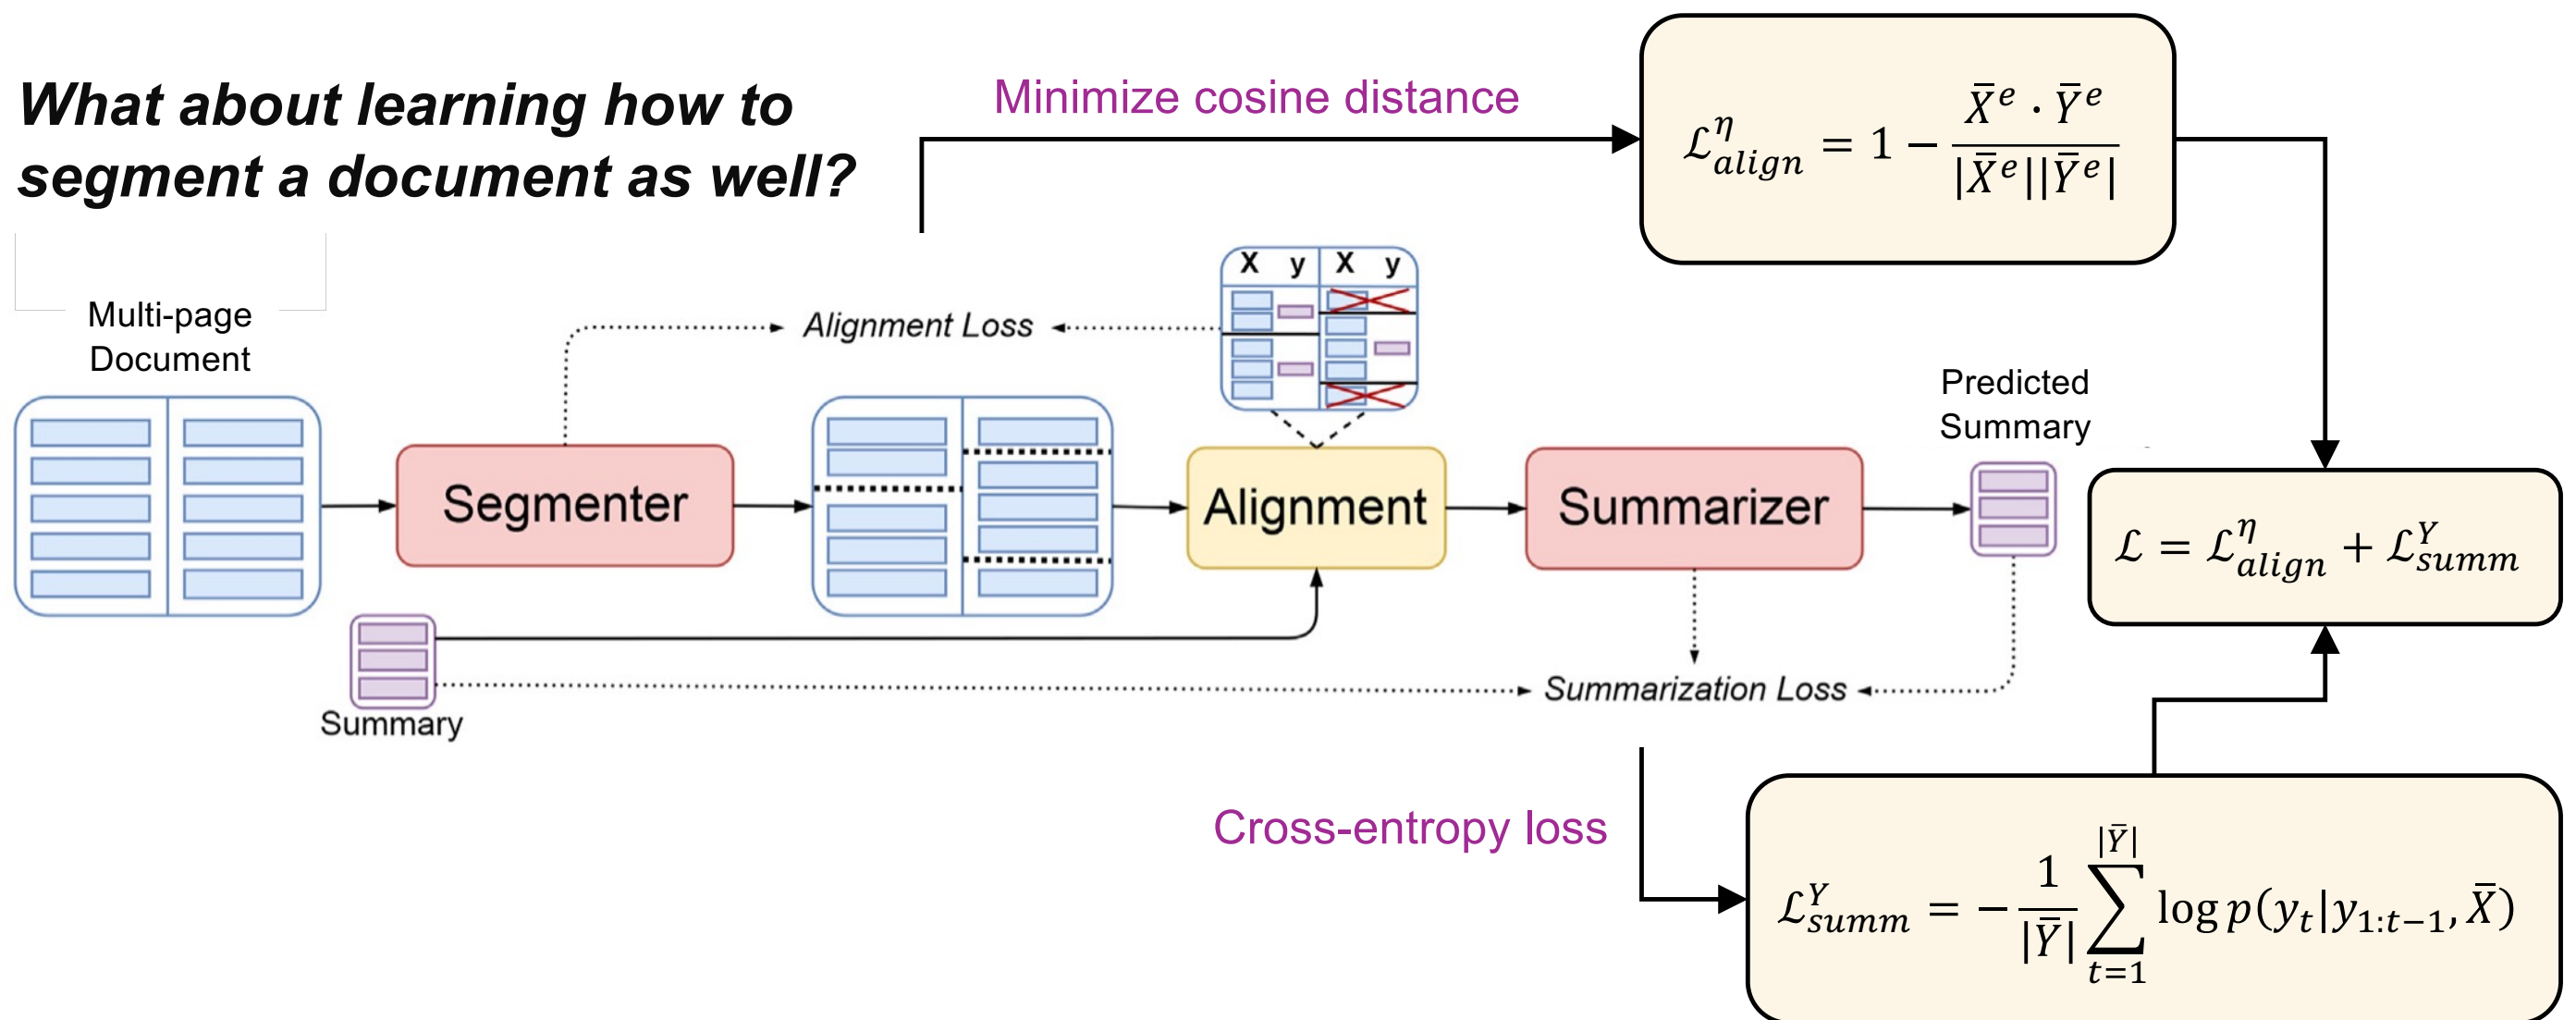 What about learning how to
segment a document as well?
Minimize cosine distance
ℒ^η_align = 1 − (X̄^e · Ȳ^e) / (|X̄^e||Ȳ^e|)
Multi-page
Document
Alignment Loss
X y X y
Segmenter
Alignment
Summarizer
Predicted
Summary
ℒ = ℒ^η_align + ℒ^Y_summ
Summary
Summarization Loss
Cross-entropy loss
ℒ^Y_summ = − 1/|Ȳ| ∑_{t=1}^{|Ȳ|} log p(y_t|y_{1:t−1}, X̄)